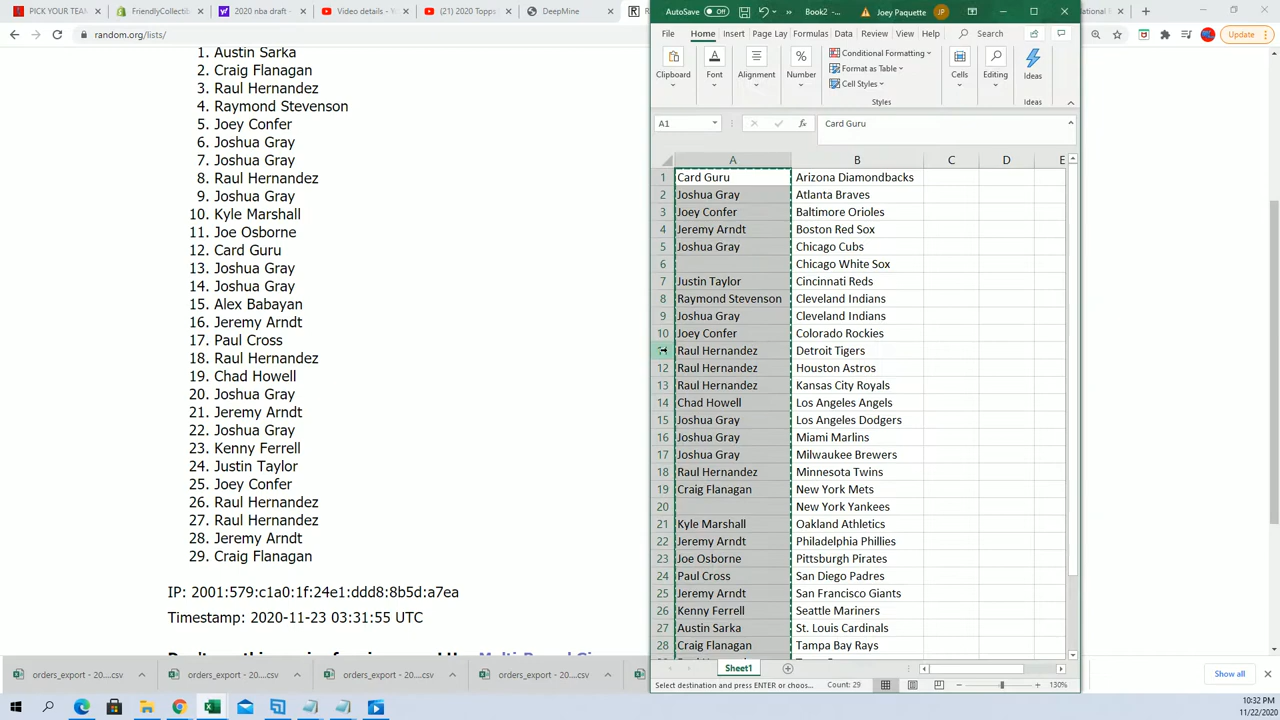 PICK YOUR TEAM
FriendlyCollectiv
2020 nba draft
Video details - Y
(21) 2020 Topps
DeepMine
AutoSave Off
Book2 -...
Joey Paquette
JP
random.org/lists/
Update
File Home Insert Page Lay Formulas Data Review View Help Search
Clipboard
Font
Alignment
Number
Conditional Formatting
Format as Table
Cell Styles
Styles
Cells
Editing
Ideas
Ideas
A1
Card Guru
A B C D E
1 Card Guru Arizona Diamondbacks
2 Joshua Gray Atlanta Braves
3 Joey Confer Baltimore Orioles
4 Jeremy Arndt Boston Red Sox
5 Joshua Gray Chicago Cubs
6 Chicago White Sox
7 Justin Taylor Cincinnati Reds
8 Raymond Stevenson Cleveland Indians
9 Joshua Gray Cleveland Indians
10 Joey Confer Colorado Rockies
Raul Hernandez Detroit Tigers
12 Raul Hernandez Houston Astros
13 Raul Hernandez Kansas City Royals
14 Chad Howell Los Angeles Angels
15 Joshua Gray Los Angeles Dodgers
16 Joshua Gray Miami Marlins
17 Joshua Gray Milwaukee Brewers
18 Raul Hernandez Minnesota Twins
19 Craig Flanagan New York Mets
20 New York Yankees
21 Kyle Marshall Oakland Athletics
22 Jeremy Arndt Philadelphia Phillies
23 Joe Osborne Pittsburgh Pirates
24 Paul Cross San Diego Padres
25 Jeremy Arndt San Francisco Giants
26 Kenny Ferrell Seattle Mariners
27 Austin Sarka St. Louis Cardinals
28 Craig Flanagan Tampa Bay Rays
Sheet1
Select destination and press ENTER or choos...
Count: 29
130%
1. Austin Sarka
2. Craig Flanagan
3. Raul Hernandez
4. Raymond Stevenson
5. Joey Confer
6. Joshua Gray
7. Joshua Gray
8. Raul Hernandez
9. Joshua Gray
10. Kyle Marshall
11. Joe Osborne
12. Card Guru
13. Joshua Gray
14. Joshua Gray
15. Alex Babayan
16. Jeremy Arndt
17. Paul Cross
18. Raul Hernandez
19. Chad Howell
20. Joshua Gray
21. Jeremy Arndt
22. Joshua Gray
23. Kenny Ferrell
24. Justin Taylor
25. Joey Confer
26. Raul Hernandez
27. Raul Hernandez
28. Jeremy Arndt
29. Craig Flanagan
IP: 2001:579:c1a0:1f:24e1:ddd8:8b5d:a7ea
Timestamp: 2020-11-23 03:31:55 UTC
Show all
10:32 PM
11/22/2020